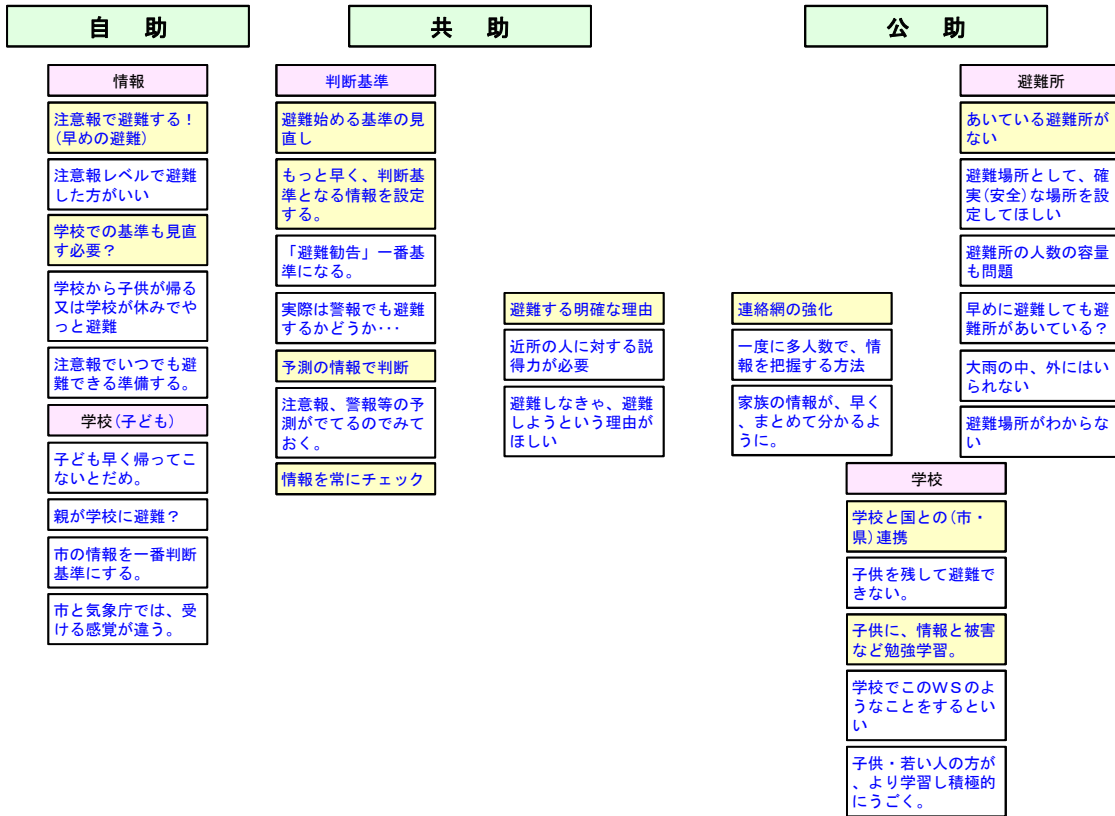 自　助
共　助
公　助
情報
注意報で避難する！
(早めの避難)
注意報レベルで避難
した方がいい
学校での基準も見直
す必要？
学校から子供が帰る
又は学校が休みでや
っと避難
注意報でいつでも避
難できる準備する。
学校(子ども)
子ども早く帰ってこ
ないとだめ。
親が学校に避難？
市の情報を一番判断
基準にする。
市と気象庁では、受
ける感覚が違う。
判断基準
避難始める基準の見
直し
もっと早く、判断基
準となる情報を設定
する。
「避難勧告」一番基
準になる。
実際は警報でも避難
するかどうか･･･
予測の情報で判断
注意報、警報等の予
測がでてるのでみて
おく。
情報を常にチェック
避難する明確な理由
近所の人に対する説
得力が必要
避難しなきゃ、避難
しようという理由が
ほしい
連絡網の強化
一度に多人数で、情
報を把握する方法
家族の情報が、早く
、まとめて分かるよ
うに。
避難所
あいている避難所が
ない
避難場所として、確
実(安全)な場所を設
定してほしい
避難所の人数の容量
も問題
早めに避難しても避
難所があいている？
大雨の中、外にはい
られない
避難場所がわからな
い
学校
学校と国との(市・
県)連携
子供を残して避難で
きない。
子供に、情報と被害
など勉強学習。
学校でこのＷＳのよ
うなことをするとい
い
子供・若い人の方が
、より学習し積極的
にうごく。